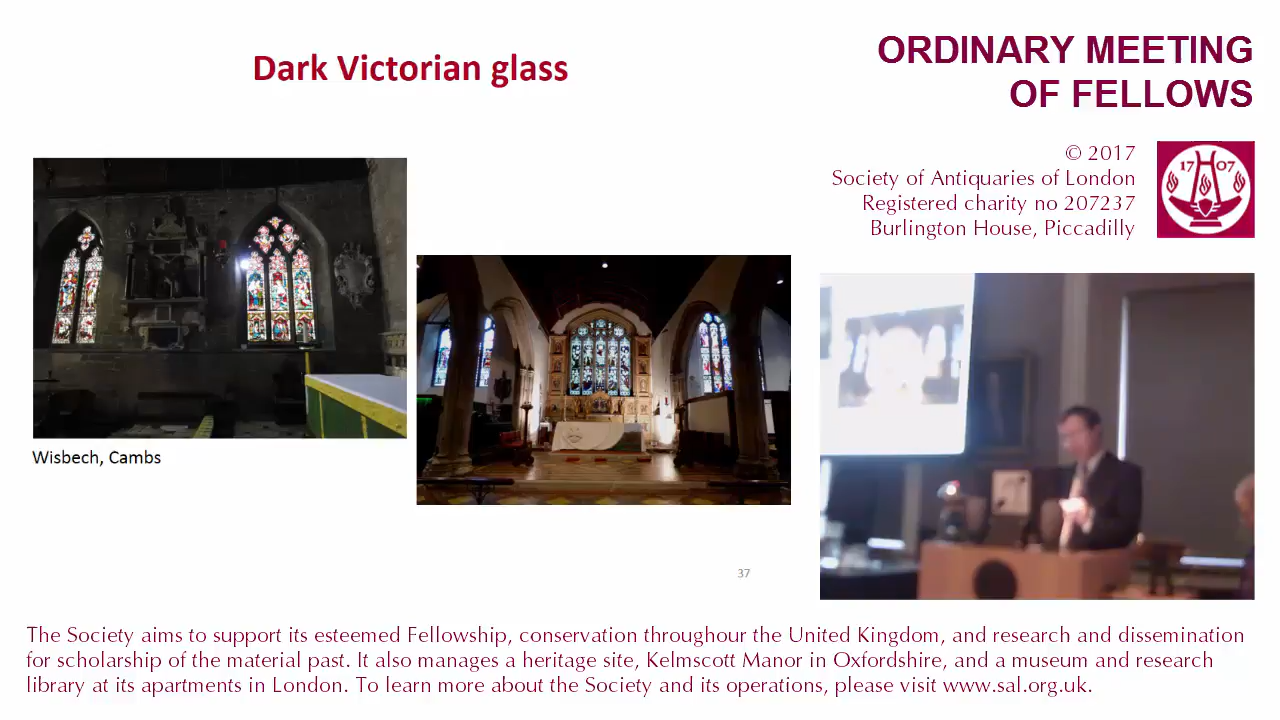 Dark Victorian glass
ORDINARY MEETING
OF FELLOWS
© 2017
Society of Antiquaries of London
Registered charity no 207237
Burlington House, Piccadilly
17 07
Wisbech, Cambs
37
The Society aims to support its esteemed Fellowship, conservation throughour the United Kingdom, and research and dissemination
for scholarship of the material past. It also manages a heritage site, Kelmscott Manor in Oxfordshire, and a museum and research
library at its apartments in London. To learn more about the Society and its operations, please visit www.sal.org.uk.